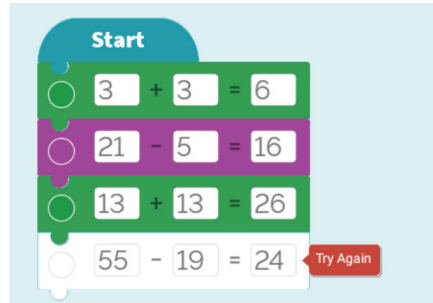 Start
3 + 3 = 6
21 - 5 = 16
13 + 13 = 26
55 - 19 = 24 Try Again